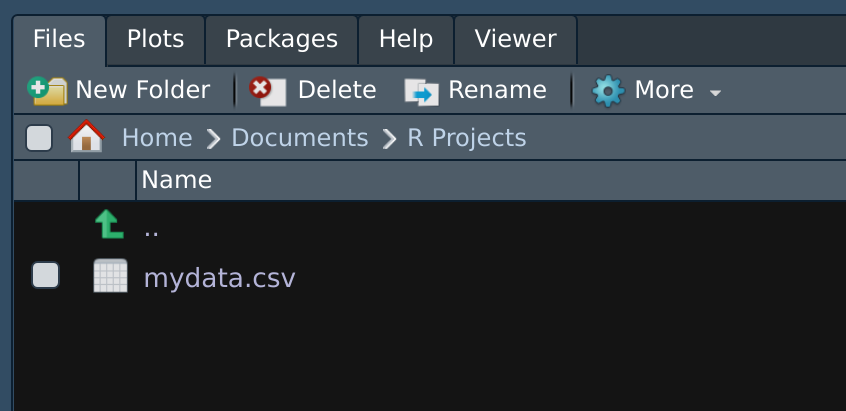 Files Plots Packages Help Viewer
New Folder Delete Rename More
Home Documents R Projects
Name
..
mydata.csv